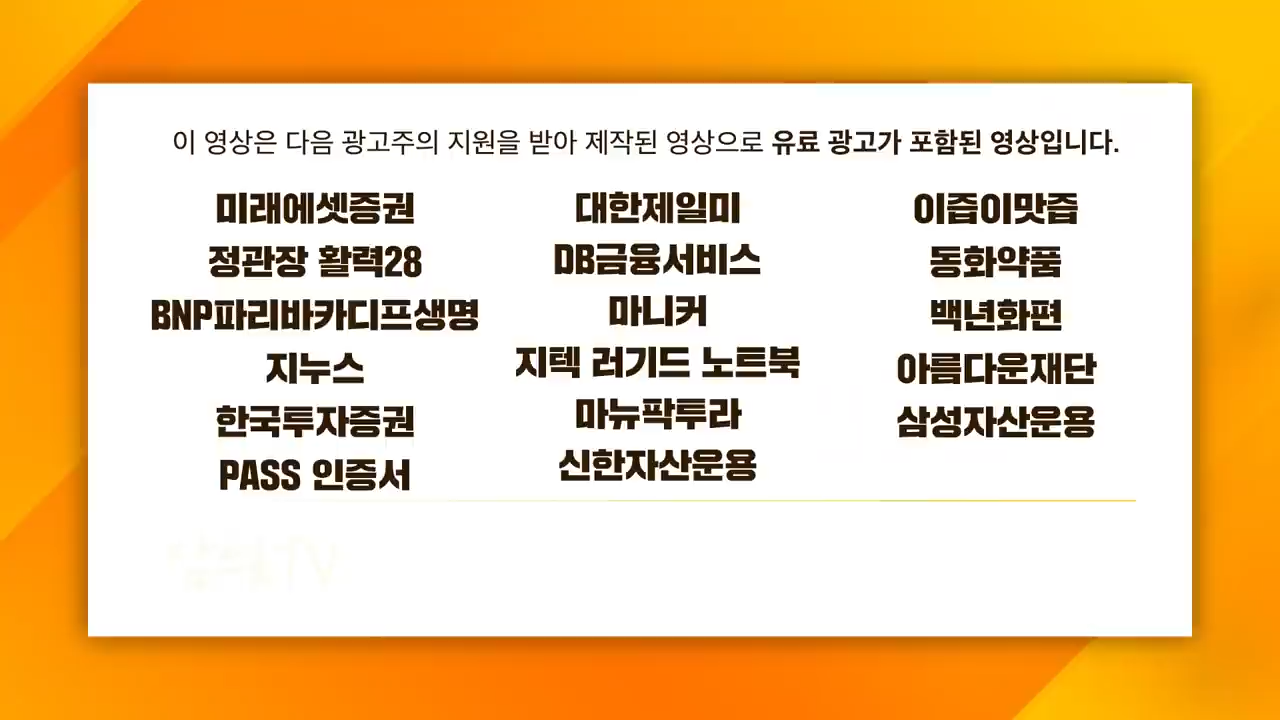 이 영상은 다음 광고주의 지원을 받아 제작된 영상으로 유료 광고가 포함된 영상입니다.
미래에셋증권
정관장 활력28
BNP파리바카디프생명
지누스
한국투자증권
PASS 인증서
대한제일미
DB금융서비스
마니커
지텍 러기드 노트북
마뉴팍투라
신한자산운용
이즙이맛즙
동화약품
백년화편
아름다운재단
삼성자산운용